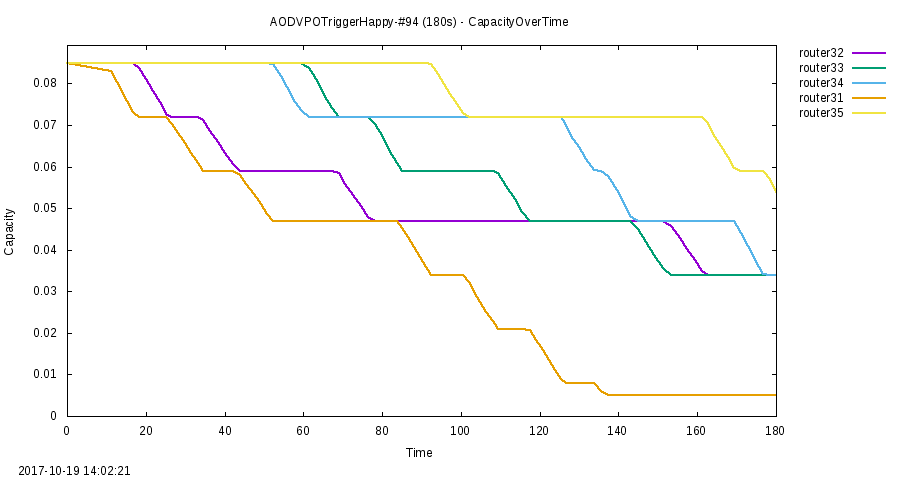 AODVPOTriggerHappy-#94 (180s) - CapacityOverTime
router32
router33
router34
router31
router35
0.08
0.07
0.06
0.05
0.04
0.03
0.02
0.01
0
Capacity
0 20 40 60 80 100 120 140 160 180
Time
2017-10-19 14:02:21